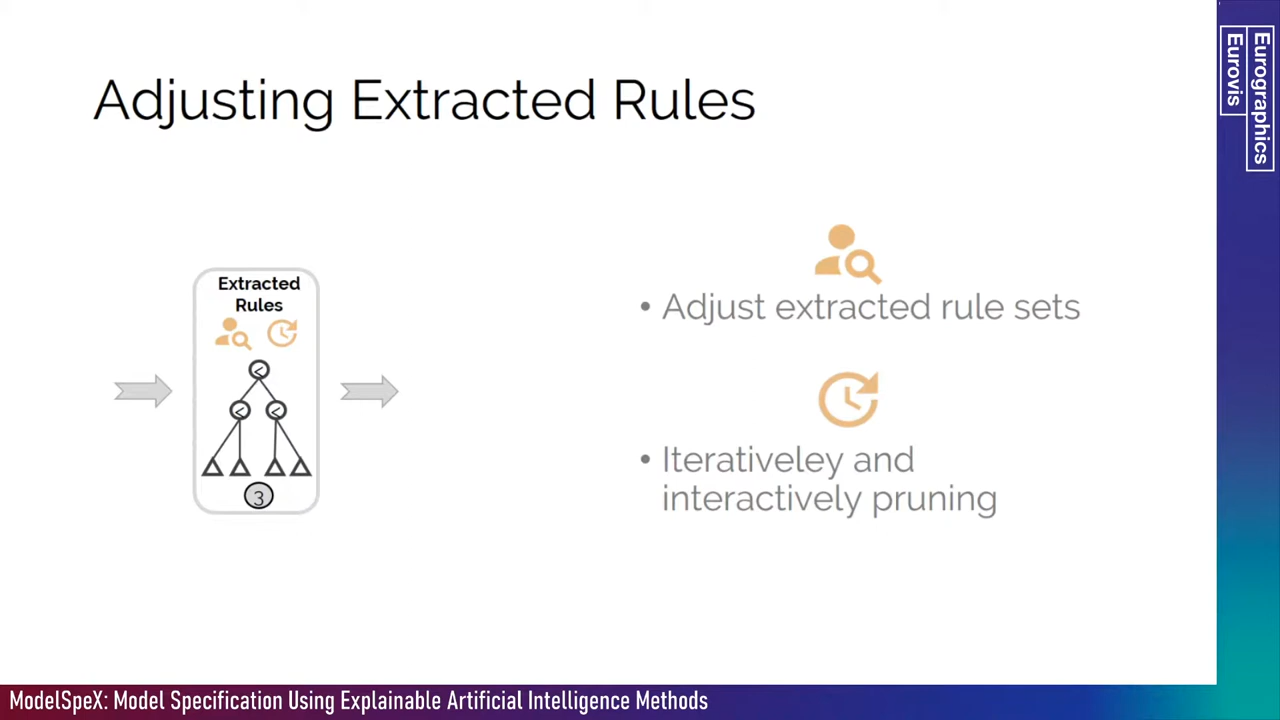 Adjusting Extracted Rules
Extracted
Rules
<
< <
3
• Adjust extracted rule sets
• Iterativeley and
interactively pruning
Eurographics
Eurovis
ModelSpeX: Model Specification Using Explainable Artificial Intelligence Methods